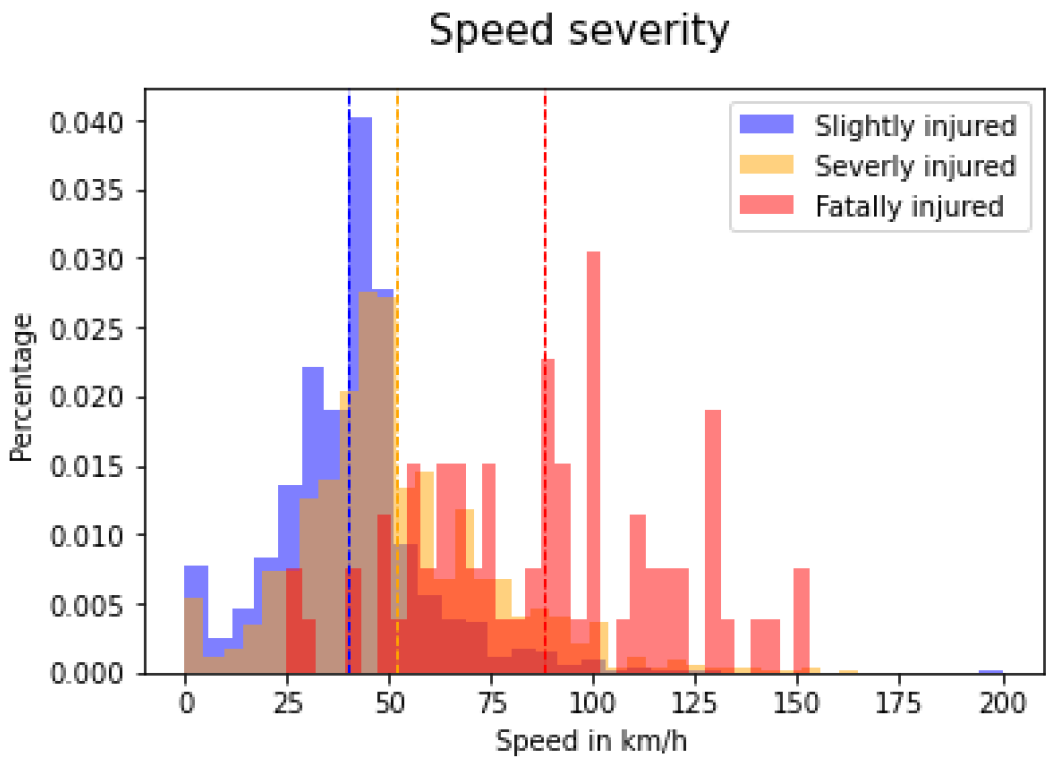 Speed severity
Slightly injured
Severly injured
Fatally injured
Percentage
0.040
0.035
0.030
0.025
0.020
0.015
0.010
0.005
0.000
0 25 50 75 100 125 150 175 200
Speed in km/h